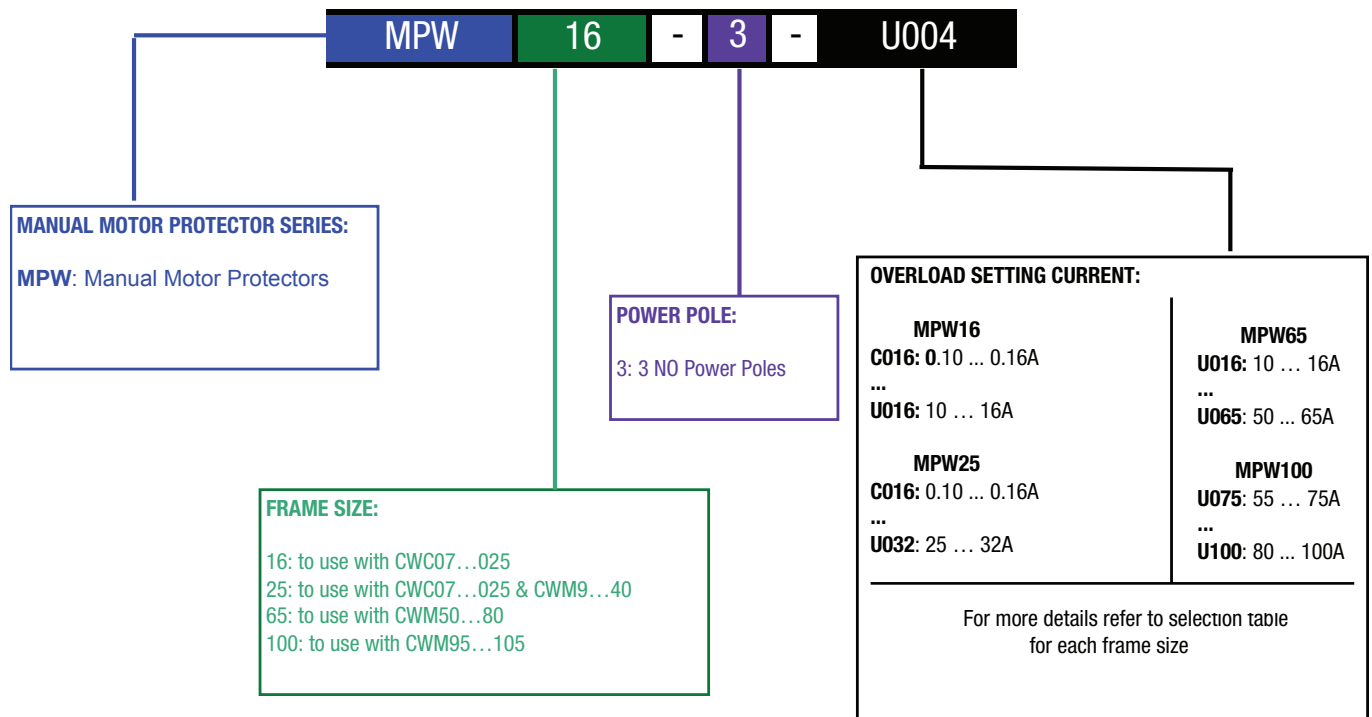 MPW 16 - 3 - U004
MANUAL MOTOR PROTECTOR SERIES:
MPW: Manual Motor Protectors
POWER POLE:
3: 3 NO Power Poles
FRAME SIZE:
16: to use with CWC07…025
25: to use with CWC07…025 & CWM9…40
65: to use with CWM50…80
100: to use with CWM95…105
OVERLOAD SETTING CURRENT:
MPW16
C016: 0.10 ... 0.16A
...
U016: 10 … 16A
MPW25
C016: 0.10 ... 0.16A
...
U032: 25 … 32A
MPW65
U016: 10 … 16A
...
U065: 50 ... 65A
MPW100
U075: 55 … 75A
...
U100: 80 ... 100A
For more details refer to selection table
for each frame size